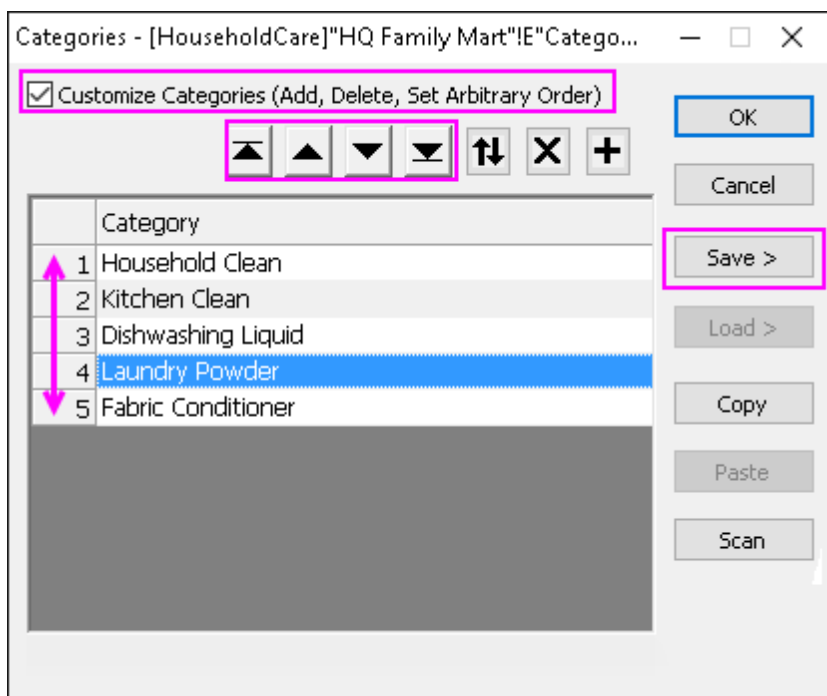 Categories - [HouseholdCare]"HQ Family Mart"!E"Catego...
Customize Categories (Add, Delete, Set Arbitrary Order)
OK
Cancel
Save >
Load >
Copy
Paste
Scan
Category
1 Household Clean
2 Kitchen Clean
3 Dishwashing Liquid
4 Laundry Powder
5 Fabric Conditioner